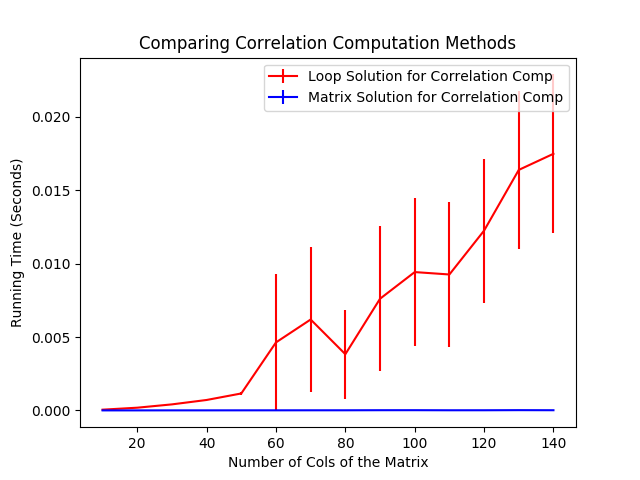 Comparing Correlation Computation Methods
Loop Solution for Correlation Comp
Matrix Solution for Correlation Comp
Running Time (Seconds)
0.020
0.015
0.010
0.005
0.000
20 40 60 80 100 120 140
Number of Cols of the Matrix